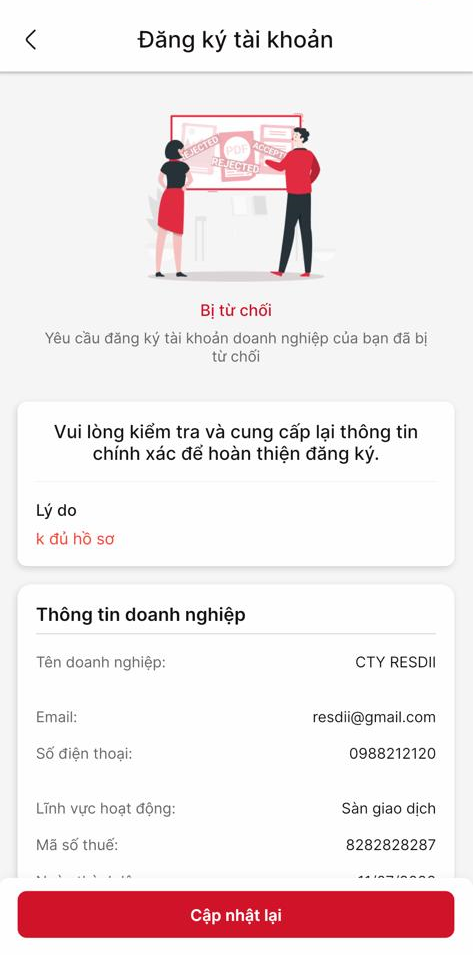 Đăng ký tài khoản
REJECTED
PDF
ACCEPT
REJECTED
Bị từ chối
Yêu cầu đăng ký tài khoản doanh nghiệp của bạn đã bị
từ chối
Vui lòng kiểm tra và cung cấp lại thông tin
chính xác để hoàn thiện đăng ký.
Lý do
k đủ hồ sơ
Thông tin doanh nghiệp
Tên doanh nghiệp: CTY RESDII
Email: resdii@gmail.com
Số điện thoại: 0988212120
Lĩnh vực hoạt động: Sàn giao dịch
Mã số thuế: 8282828287
Cập nhật lại